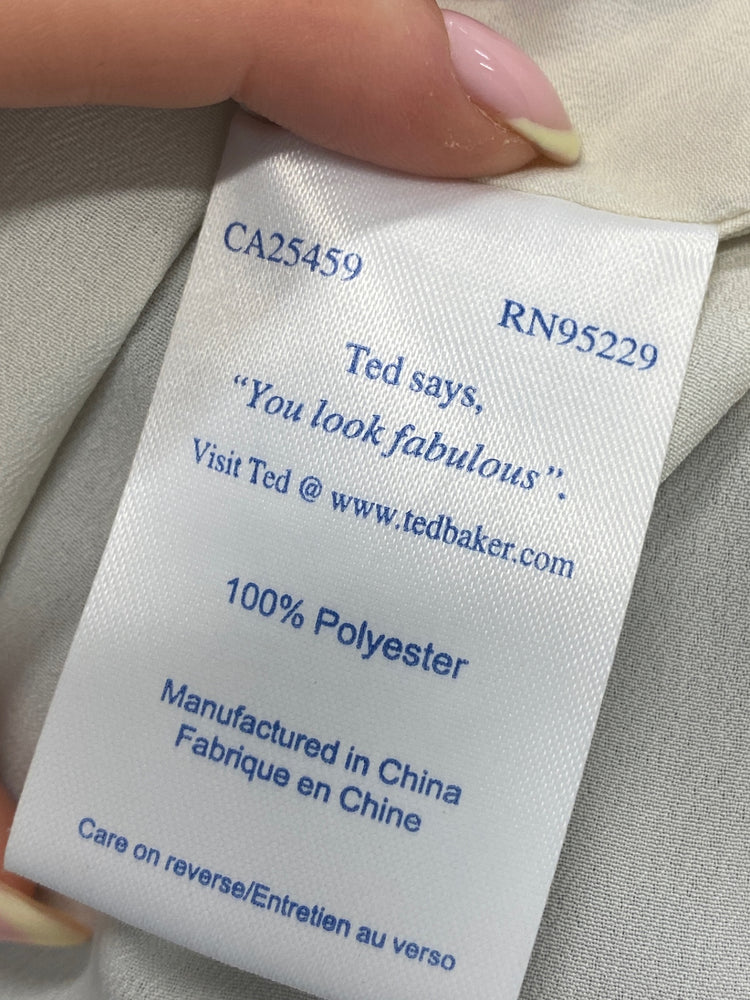 CA25459
RN95229
Ted says,
“You look fabulous”.
Visit Ted @ www.tedbaker.com
100% Polyester
Manufactured in China
Fabrique en Chine
Care on reverse/Entretien au verso